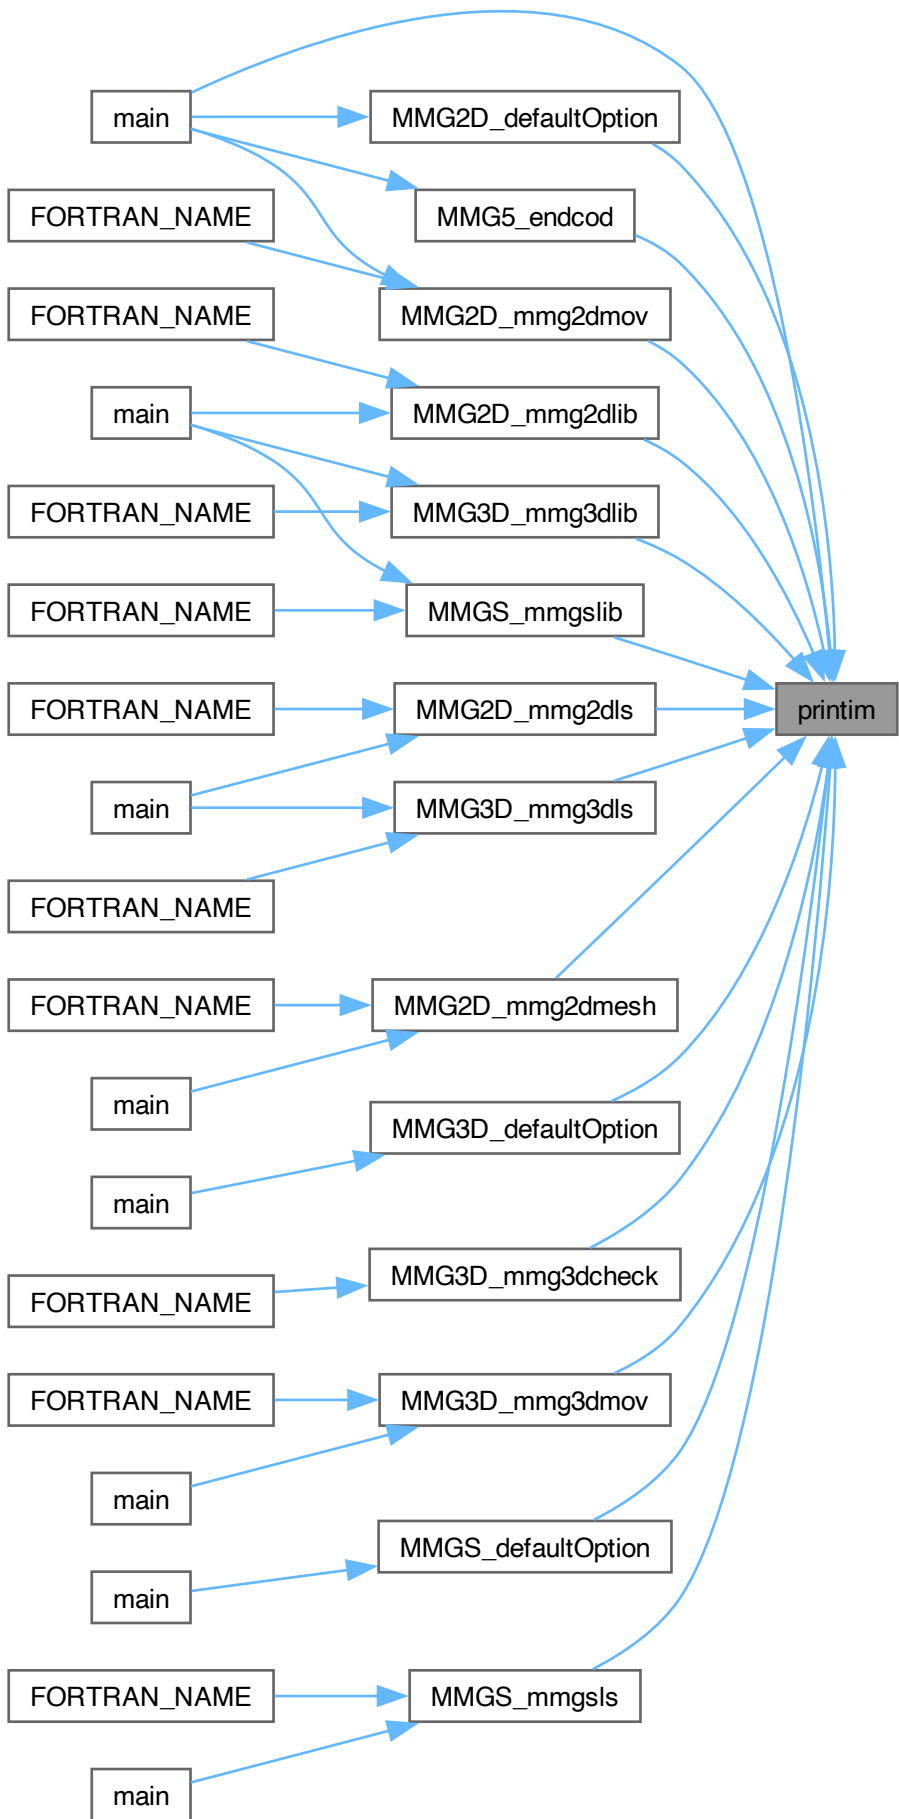 main
MMG2D_defaultOption
FORTRAN_NAME
MMG5_endcod
FORTRAN_NAME
MMG2D_mmg2dmov
main
MMG2D_mmg2dlib
FORTRAN_NAME
MMG3D_mmg3dlib
FORTRAN_NAME
MMGS_mmgslib
FORTRAN_NAME
MMG2D_mmg2dls
printim
main
MMG3D_mmg3dls
FORTRAN_NAME
FORTRAN_NAME
MMG2D_mmg2dmesh
main
MMG3D_defaultOption
main
MMG3D_mmg3dcheck
FORTRAN_NAME
FORTRAN_NAME
MMG3D_mmg3dmov
main
MMGS_defaultOption
main
FORTRAN_NAME
MMGS_mmgsls
main